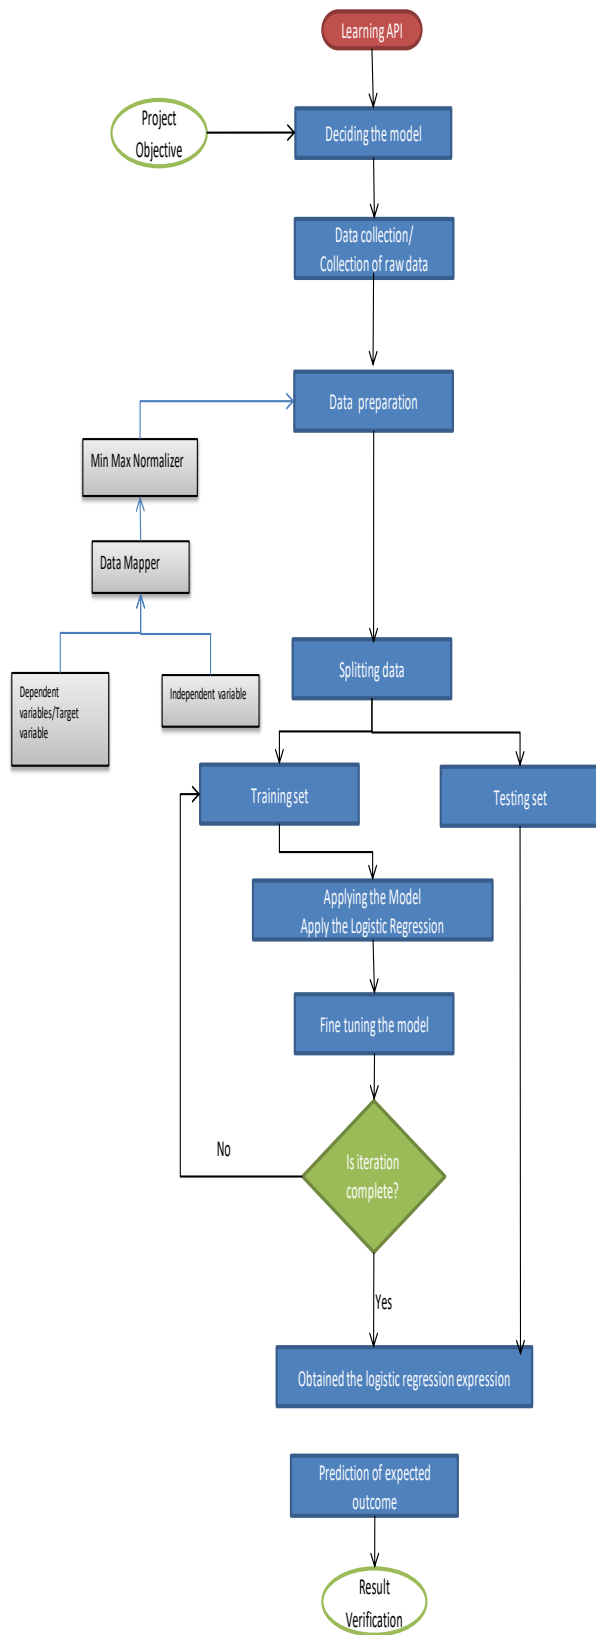 Learning API
Project
Objective
Deciding the model
Data collection/
Collection of raw data
Data preparation
Min Max Normalizer
Data Mapper
Dependent
variables/Target
variable
Independent variable
Splitting data
Training set
Testing set
Applying the Model
Apply the Logistic Regression
Fine tuning the model
No
Is iteration
complete?
Yes
Obtained the logistic regression expression
Prediction of expected
outcome
Result
Verification